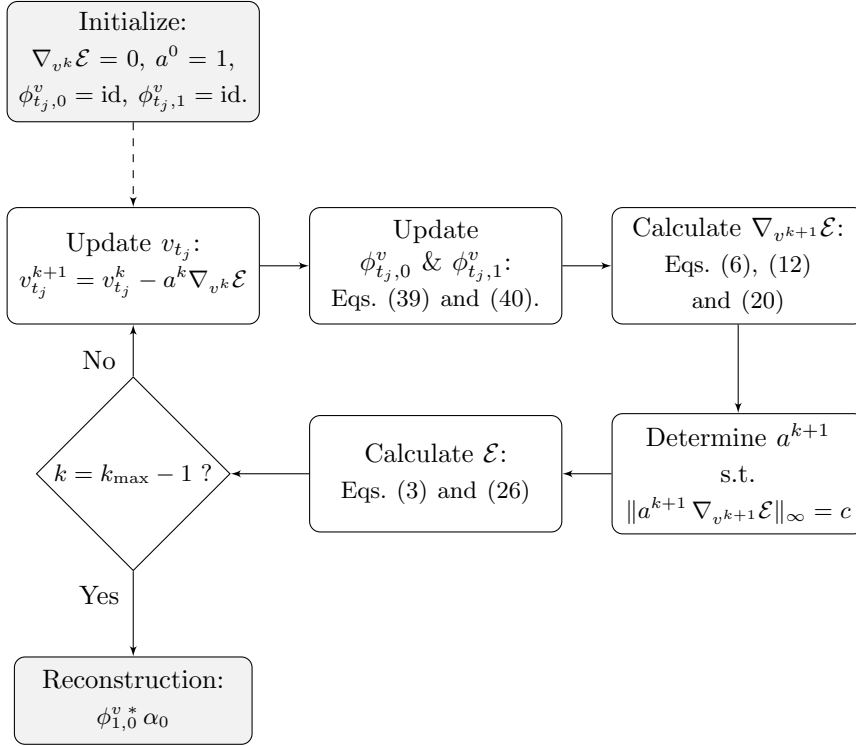 Initialize:
∇_{v^k} ℰ = 0, a^0 = 1,
ϕ^v_{t_j,0} = id, ϕ^v_{t_j,1} = id.
Update v_{t_j}:
v^{k+1}_{t_j} = v^k_{t_j} − a^k ∇_{v^k} ℰ
Update
ϕ^v_{t_j,0} & ϕ^v_{t_j,1}:
Eqs. (39) and (40).
Calculate ∇_{v^{k+1}} ℰ:
Eqs. (6), (12)
and (20)
Determine a^{k+1}
s.t.
‖a^{k+1} ∇_{v^{k+1}} ℰ‖_∞ = c
Calculate ℰ:
Eqs. (3) and (26)
k = k_{max} − 1 ?
No
Yes
Reconstruction:
ϕ^{v *}_{1,0} α_0